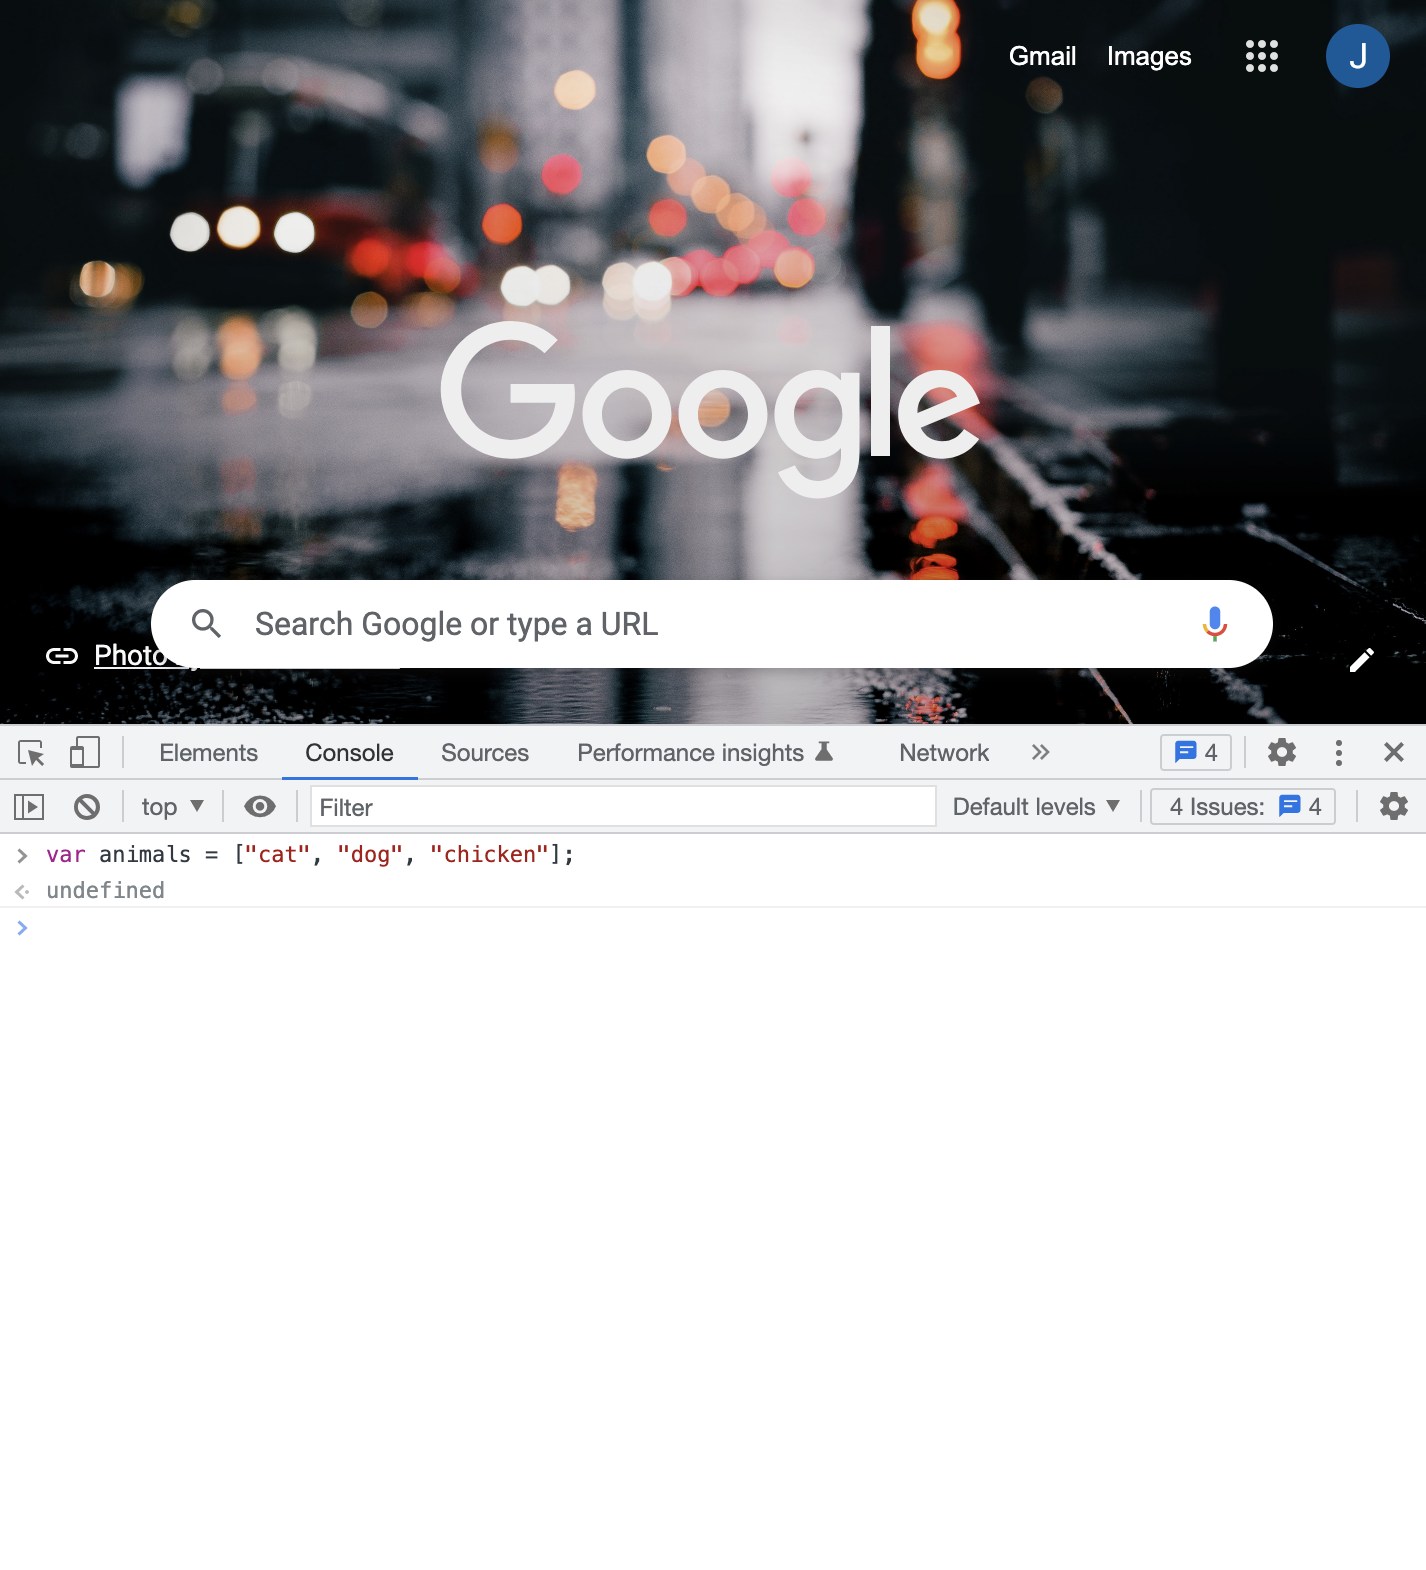 Gmail Images J
Google
Search Google or type a URL
Photo
Elements Console Sources Performance insights Network 4
top Filter Default levels 4 Issues: 4
var animals = ["cat", "dog", "chicken"];
undefined